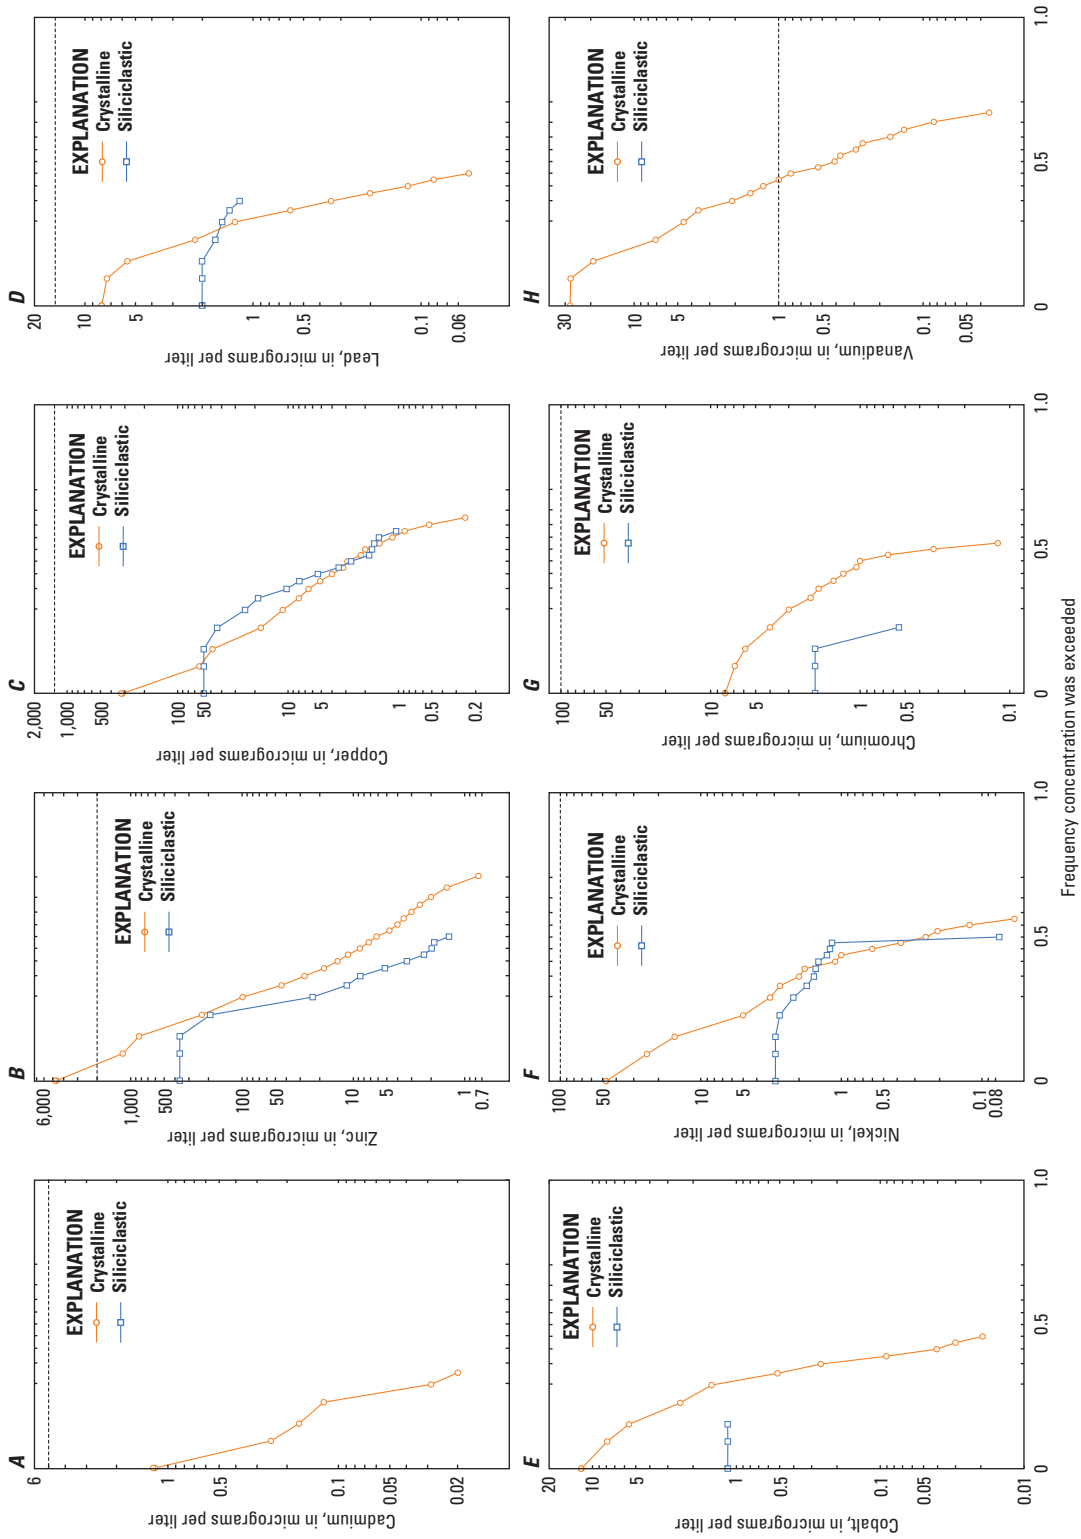 A
Cadmium, in micrograms per liter
6
1
0.5
0.1
0.05
0.02
EXPLANATION
Crystalline
Siliciclastic
B
Zinc, in micrograms per liter
6,000
1,000
500
100
50
10
5
1
0.7
EXPLANATION
Crystalline
Siliciclastic
C
Copper, in micrograms per liter
2,000
1,000
500
100
50
10
5
1
0.5
0.2
EXPLANATION
Crystalline
Siliciclastic
D
Lead, in micrograms per liter
20
10
5
1
0.5
0.1
0.06
EXPLANATION
Crystalline
Siliciclastic
E
Cobalt, in micrograms per liter
20
10
5
1
0.5
0.1
0.05
0.01
EXPLANATION
Crystalline
Siliciclastic
0
0.5
1.0
F
Nickel, in micrograms per liter
100
50
10
5
1
0.5
0.1
0.08
EXPLANATION
Crystalline
Siliciclastic
0
0.5
1.0
G
Chromium, in micrograms per liter
100
50
10
5
1
0.5
0.1
EXPLANATION
Crystalline
Siliciclastic
0
0.5
1.0
H
Vanadium, in micrograms per liter
30
10
5
1
0.5
0.1
0.05
EXPLANATION
Crystalline
Siliciclastic
0
0.5
1.0
Frequency concentration was exceeded